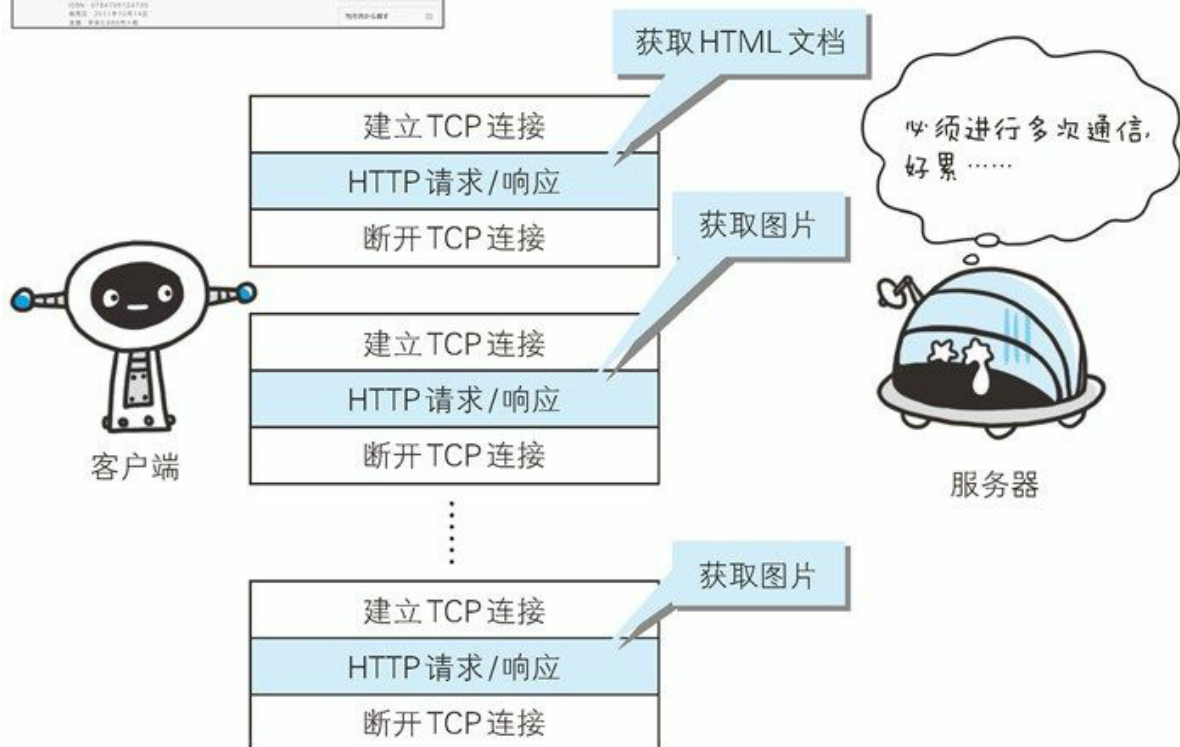 获取HTML文档
建立TCP连接
HTTP请求/响应
断开TCP连接
必须进行多次通信,
好累……
获取图片
建立TCP连接
HTTP请求/响应
断开TCP连接
客户端
服务器
获取图片
建立TCP连接
HTTP请求/响应
断开TCP连接